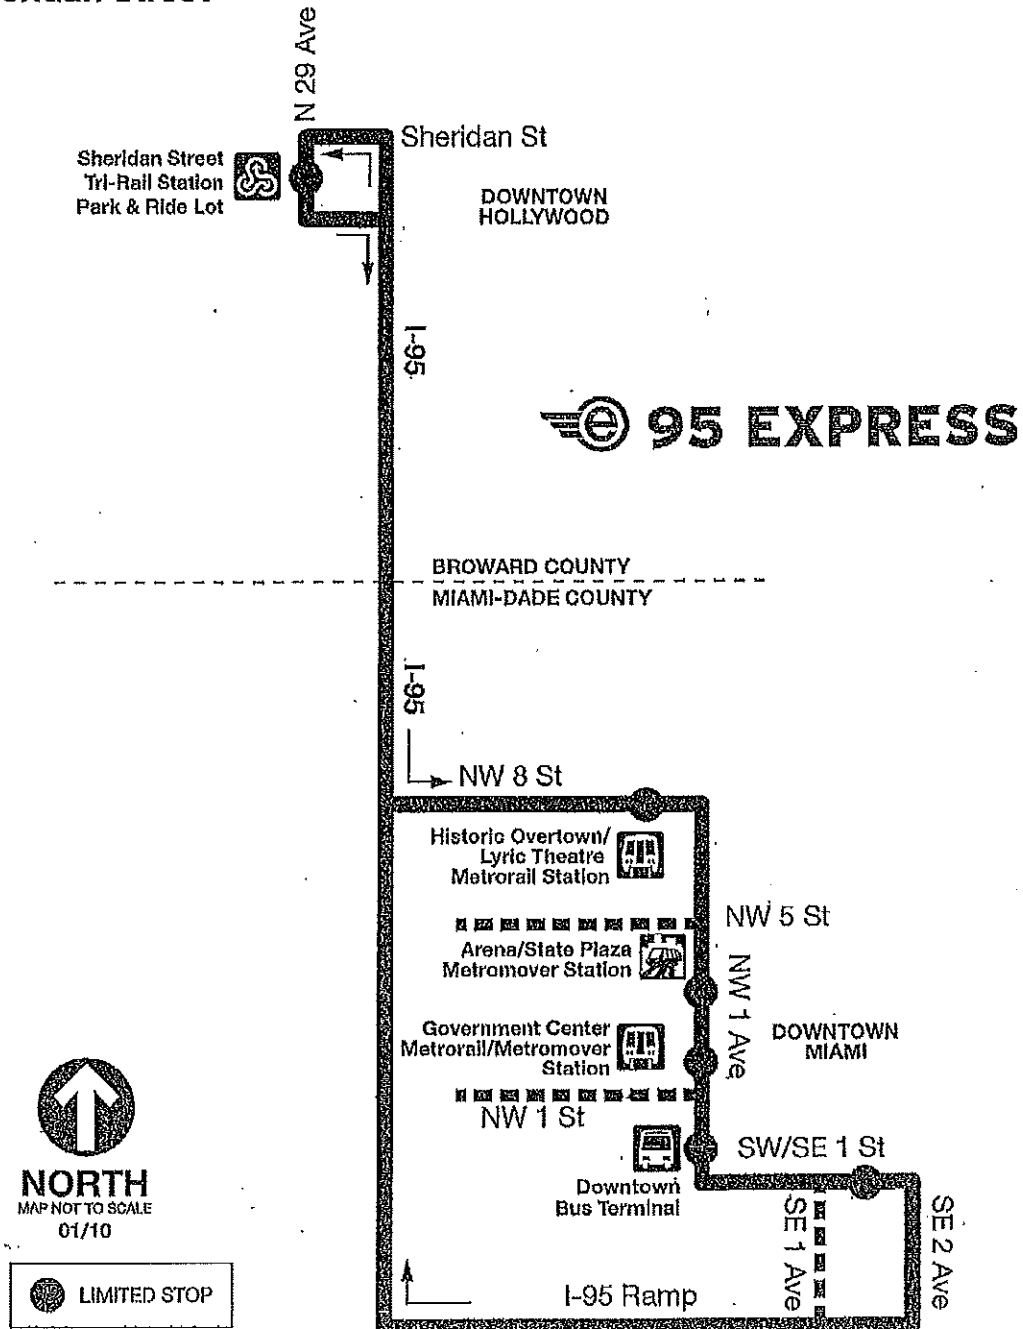 N 29 Ave
Sheridan St
Sheridan Street
Tri-Rail Station
Park & Ride Lot
DOWNTOWN
HOLLYWOOD
I-95
e 95 EXPRESS
BROWARD COUNTY
MIAMI-DADE COUNTY
I-95
NW 8 St
Historic Overtown/
Lyric Theatre
Metrorail Station
NW 5 St
Arena/State Plaza
Metromover Station
NW 1 Ave
Government Center
Metrorail/Metromover
Station
DOWNTOWN
MIAMI
NW 1 St
SW/SE 1 St
Downtown
Bus Terminal
SE 1 Ave
SE 2 Ave
I-95 Ramp
NORTH
MAP NOT TO SCALE
01/10
LIMITED STOP